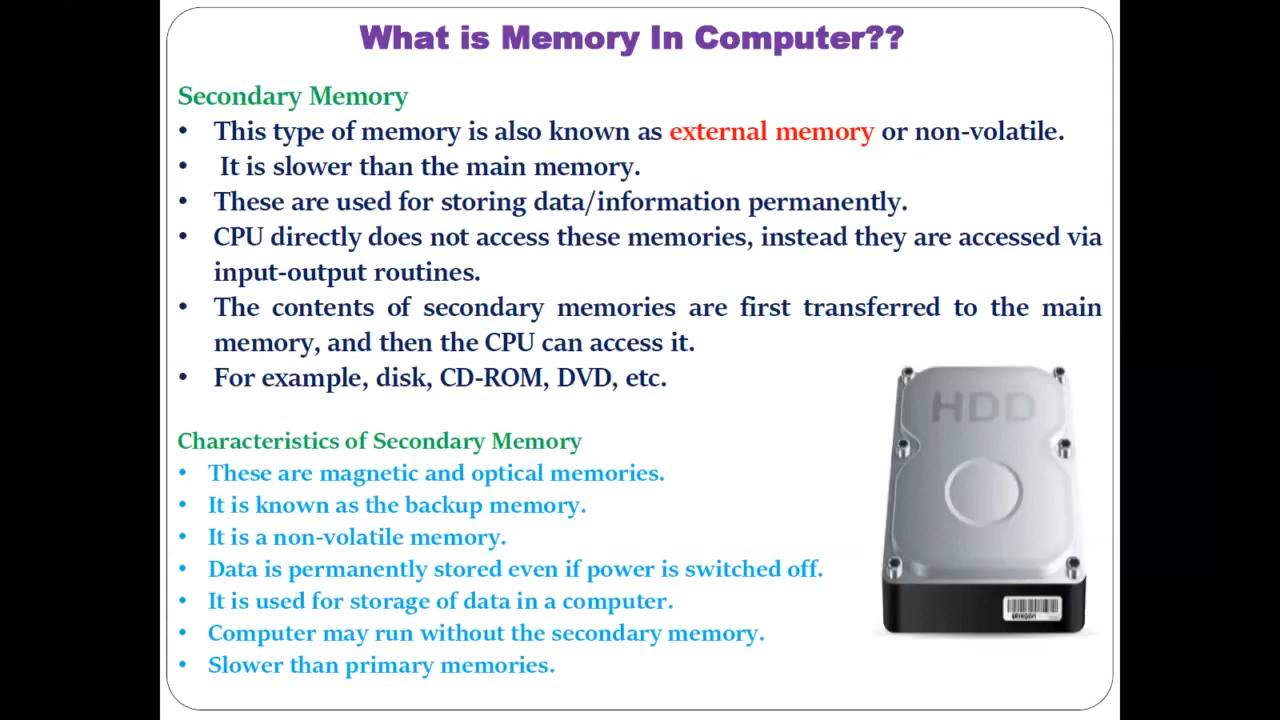 What is Memory In Computer??
Secondary Memory
• This type of memory is also known as external memory or non-volatile.
• It is slower than the main memory.
• These are used for storing data/information permanently.
• CPU directly does not access these memories, instead they are accessed via
input-output routines.
• The contents of secondary memories are first transferred to the main
memory, and then the CPU can access it.
• For example, disk, CD-ROM, DVD, etc.
HDD
Characteristics of Secondary Memory
• These are magnetic and optical memories.
• It is known as the backup memory.
• It is a non-volatile memory.
• Data is permanently stored even if power is switched off.
• It is used for storage of data in a computer.
• Computer may run without the secondary memory.
• Slower than primary memories.